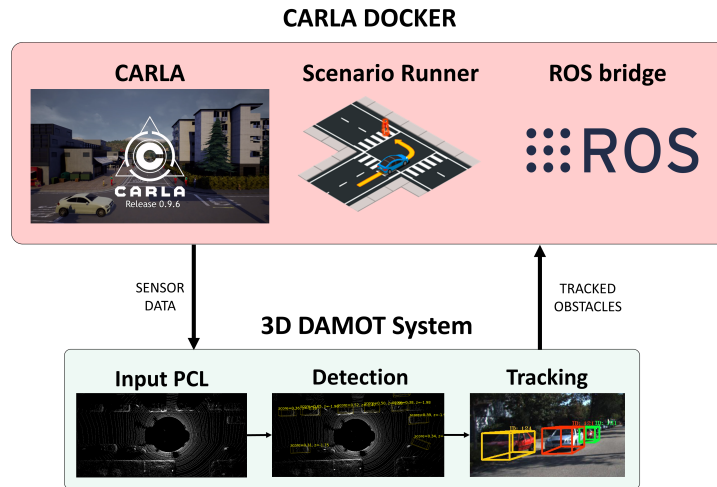 CARLA DOCKER
CARLA
Scenario Runner
ROS bridge
CARLA
Release 0.9.6
ROS
SENSOR
DATA
TRACKED
OBSTACLES
3D DAMOT System
Input PCL
Detection
Tracking